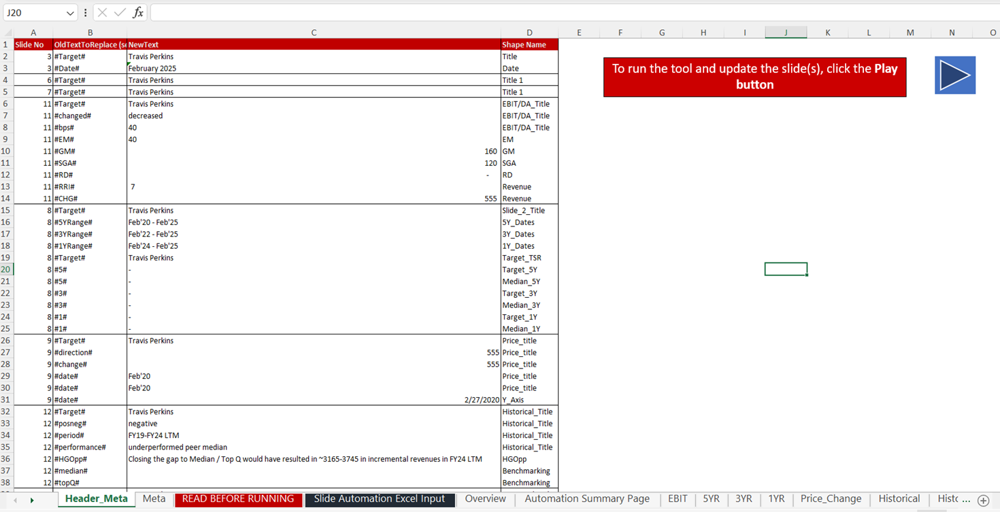 J20 fx
A B C D E F G H I J K L M N O
1 Slide No OldTextToReplace (se NewText Shape Name
2 3 #Target# Travis Perkins Title
3 3 #Date# February 2025 Date
4 6 #Target# Travis Perkins Title 1
5 7 #Target# Travis Perkins Title 1
6 11 #Target# Travis Perkins EBIT/DA_Title
7 11 #changed# decreased EBIT/DA_Title
8 11 #bps# 40 EBIT/DA_Title
9 11 #EM# 40 EM
10 11 #GM# 160 GM
11 11 #SGA# 120 SGA
12 11 #RD# - RD
13 11 #RRI# 7 Revenue
14 11 #CHG# 555 Revenue
15 8 #Target# Travis Perkins Slide_2_Title
16 8 #5YRange# Feb'20 - Feb'25 5Y_Dates
17 8 #3YRange# Feb'22 - Feb'25 3Y_Dates
18 8 #1YRange# Feb'24 - Feb'25 1Y_Dates
19 8 #Target# Travis Perkins Target_TSR
20 8 #5# - Target_5Y
21 8 #5# - Median_5Y
22 8 #3# - Target_3Y
23 8 #3# - Median_3Y
24 8 #1# - Target_1Y
25 8 #1# - Median_1Y
26 9 #Target# Travis Perkins Price_title
27 9 #direction# 555 Price_title
28 9 #change# 555 Price_title
29 9 #date# Feb'20 Price_title
30 9 #date# Feb'20 Price_title
31 9 #date# 2/27/2020 Y_Axis
32 12 #Target# Travis Perkins Historical_Title
33 12 #posneg# negative Historical_Title
34 12 #period# FY19-FY24 LTM Historical_Title
35 12 #performance# underperformed peer median Historical_Title
36 12 #HGOpp# Closing the gap to Median / Top Q would have resulted in ~3165-3745 in incremental revenues in FY24 LTM HGOpp
37 12 #median# Benchmarking
38 12 #topQ# Benchmarking
To run the tool and update the slide(s), click the Play
button
Header_Meta Meta READ BEFORE RUNNING Slide Automation Excel Input Overview Automation Summary Page EBIT 5YR 3YR 1YR Price_Change Historical Histc ...